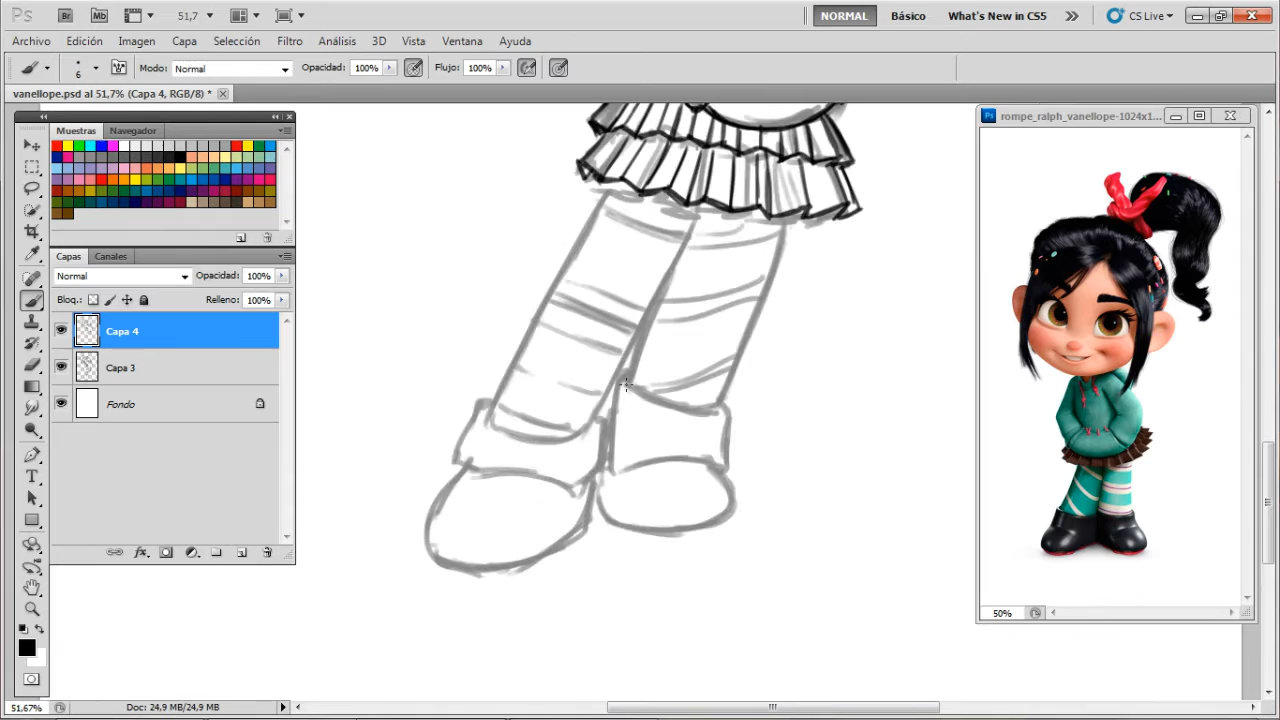 Ps Br Mb 51,7 NORMAL Básico What's New in CS5 CS Live
Archivo Edición Imagen Capa Selección Filtro Análisis 3D Vista Ventana Ayuda
6 Modo: Normal Opacidad: 100% Flujo: 100%
vanellope.psd al 51,7% (Capa 4, RGB/8) *
Muestras Navegador
Capas Canales
Normal Opacidad: 100%
Bloq.: Relleno: 100%
Capa 4
Capa 3
Fondo
fx
T
51,67% Doc: 24,9 MB/24,9 MB
Ps rompe_ralph_vanellope-1024x1...
50%